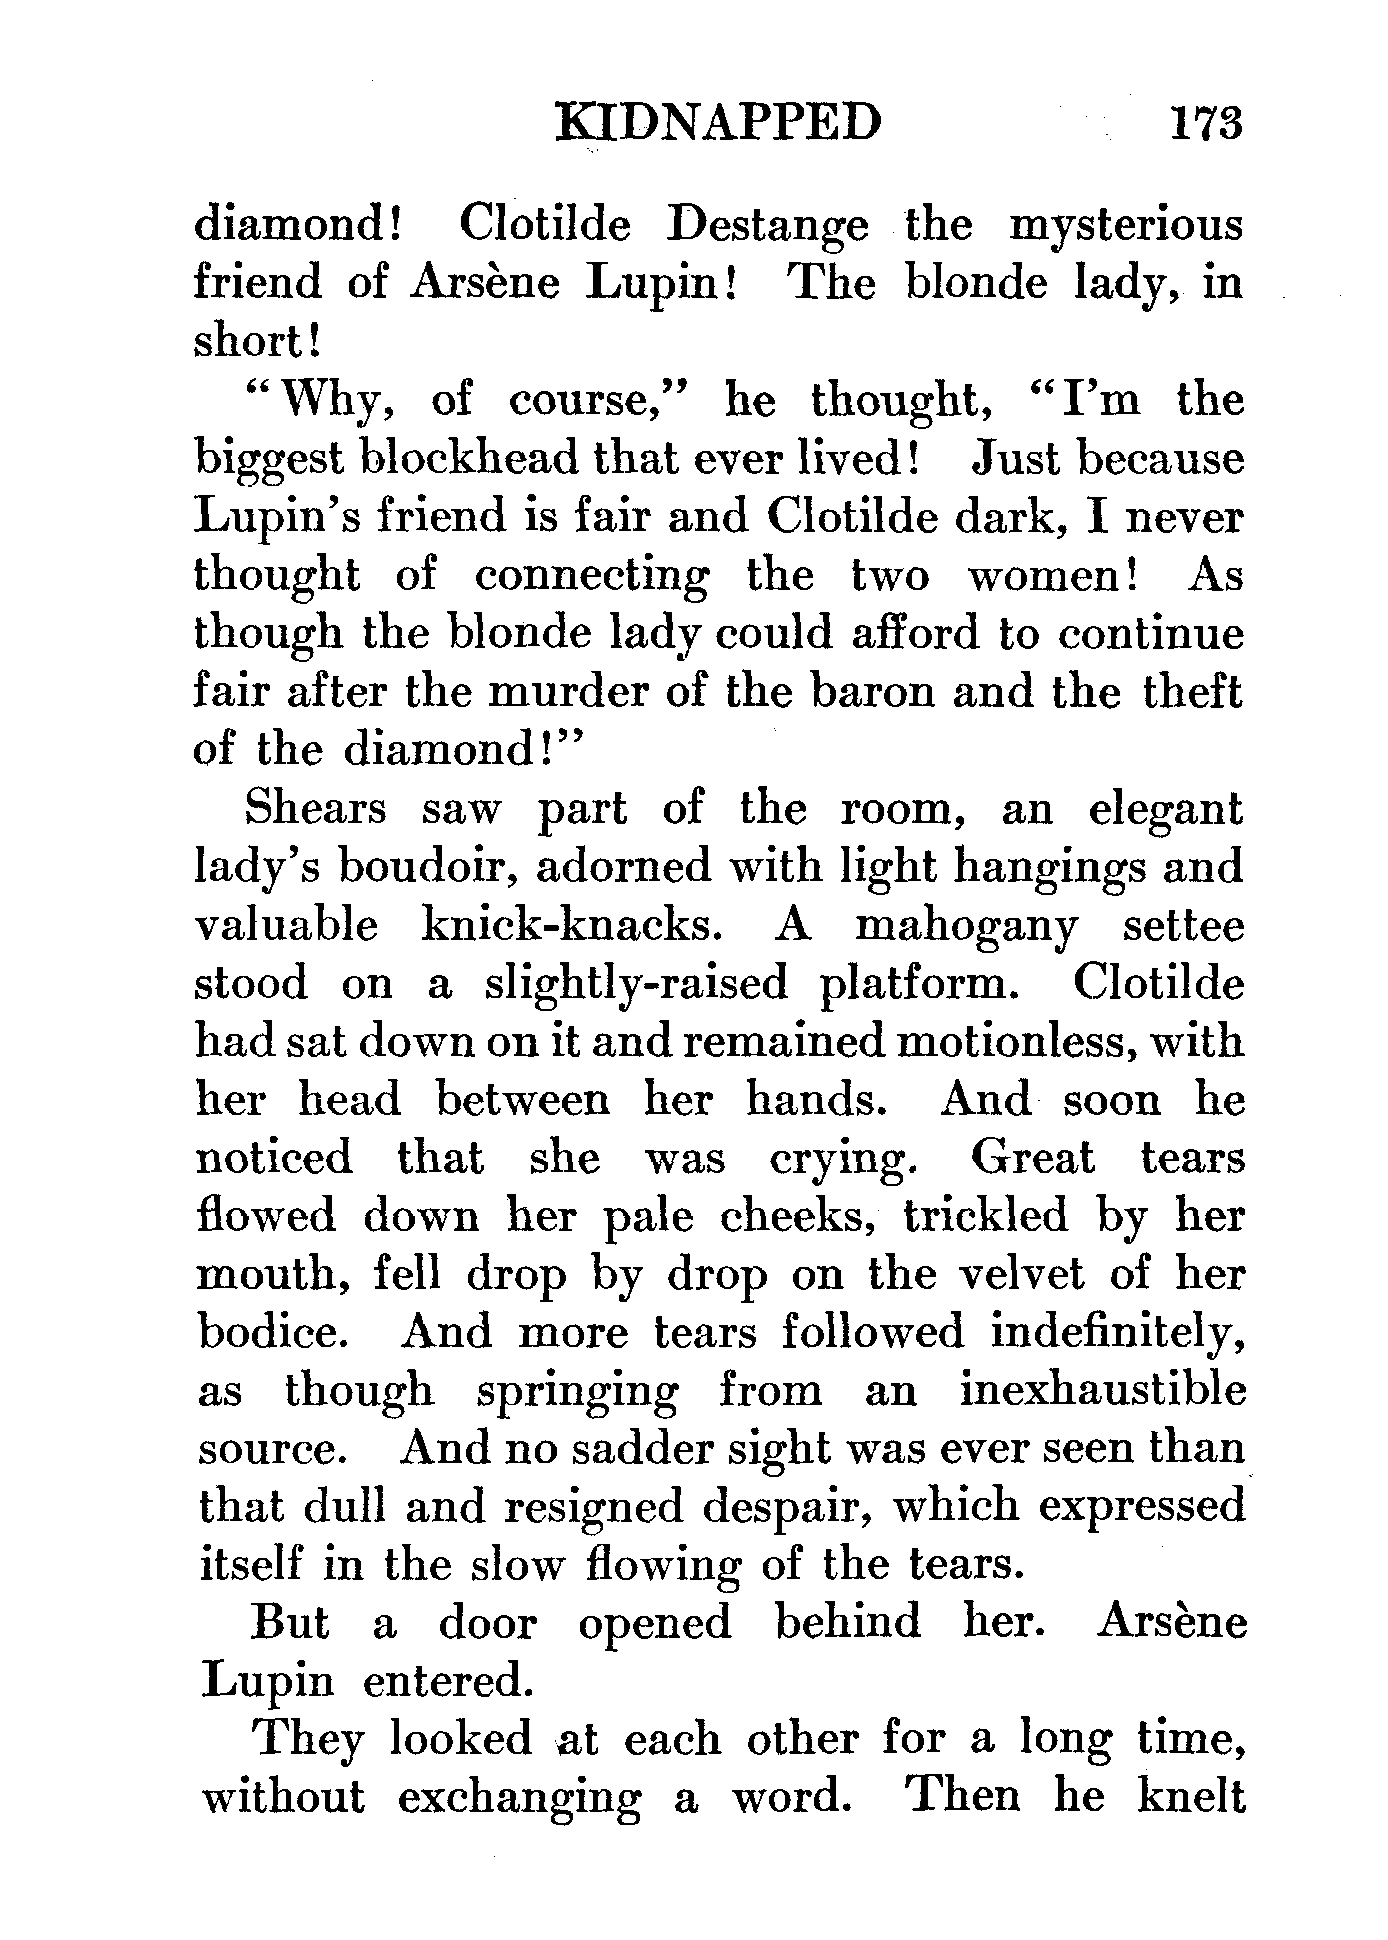 KIDNAPPED 173
diamond! Clotilde Destange the mysterious
friend of Arsène Lupin! The blonde lady, in
short!
“Why, of course,” he thought, “I’m the
biggest blockhead that ever lived! Just because
Lupin’s friend is fair and Clotilde dark, I never
thought of connecting the two women! As
though the blonde lady could afford to continue
fair after the murder of the baron and the theft
of the diamond!”
Shears saw part of the room, an elegant
lady’s boudoir, adorned with light hangings and
valuable knick-knacks. A mahogany settee
stood on a slightly-raised platform. Clotilde
had sat down on it and remained motionless, with
her head between her hands. And soon he
noticed that she was crying. Great tears
flowed down her pale cheeks, trickled by her
mouth, fell drop by drop on the velvet of her
bodice. And more tears followed indefinitely,
as though springing from an inexhaustible
source. And no sadder sight was ever seen than
that dull and resigned despair, which expressed
itself in the slow flowing of the tears.
But a door opened behind her. Arsène
Lupin entered.
They looked at each other for a long time,
without exchanging a word. Then he knelt